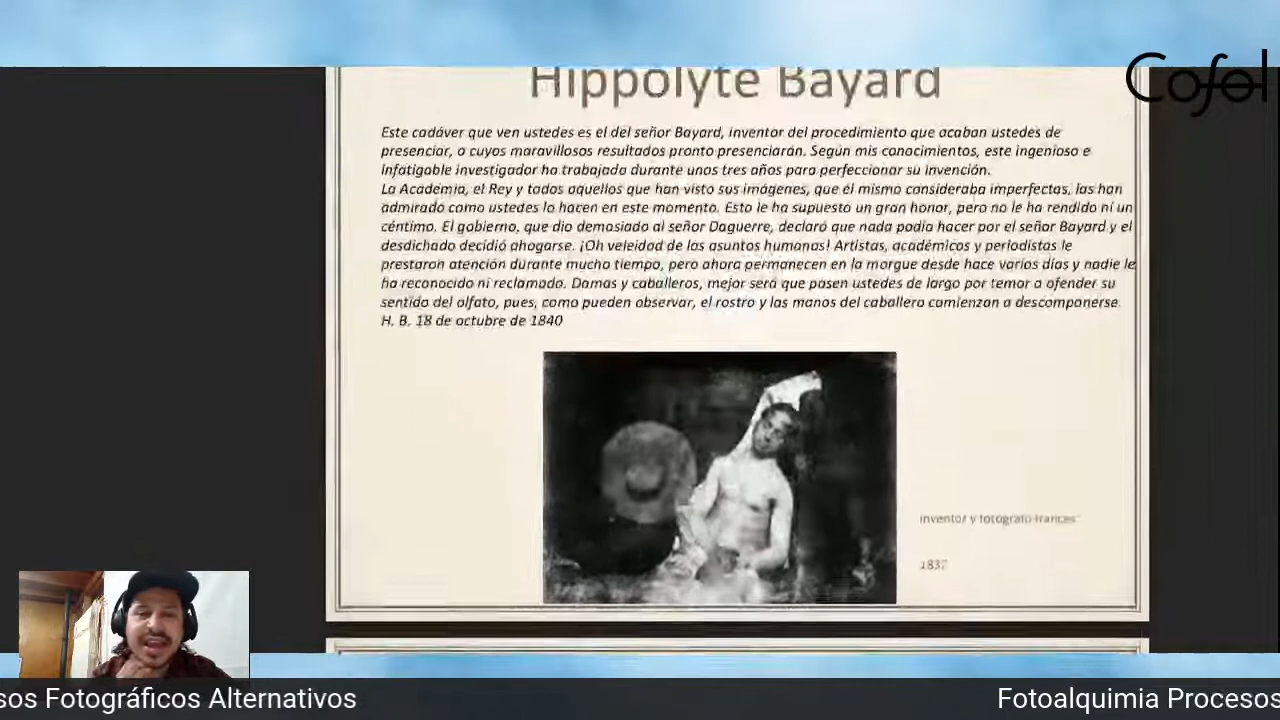 Cofol
Hippolyte Bayard
Este cadáver que ven ustedes es el del señor Bayard, inventor del procedimiento que acaban ustedes de
presenciar, o cuyos maravillosos resultados pronto presenciarán. Según mis conocimientos, este ingenioso e
infatigable investigador ha trabajado durante unos tres años para perfeccionar su invención.
La Academia, el Rey y todos aquellos que han visto sus imágenes, que él mismo consideraba imperfectas, las han
admirado como ustedes lo hacen en este momento. Esto le ha supuesto un gran honor, pero no le ha rendido ni un
céntimo. El gobierno, que dio demasiado al señor Daguerre, declaró que nada podía hacer por el señor Bayard y el
desdichado decidió ahogarse. ¡Oh veleidad de los asuntos humanos! Artistas, académicos y periodistas le
prestaron atención durante mucho tiempo, pero ahora permanecen en la morgue desde hace varios días y nadie le
ha reconocido ni reclamado. Damas y caballeros, mejor será que pasen ustedes de largo por temor a ofender su
sentido del olfato, pues, como pueden observar, el rostro y las manos del caballero comienzan a descomponerse.
H. B. 18 de octubre de 1840
inventor y fotógrafo frances
1837
sos Fotográficos Alternativos
Fotoalquimia Procesos